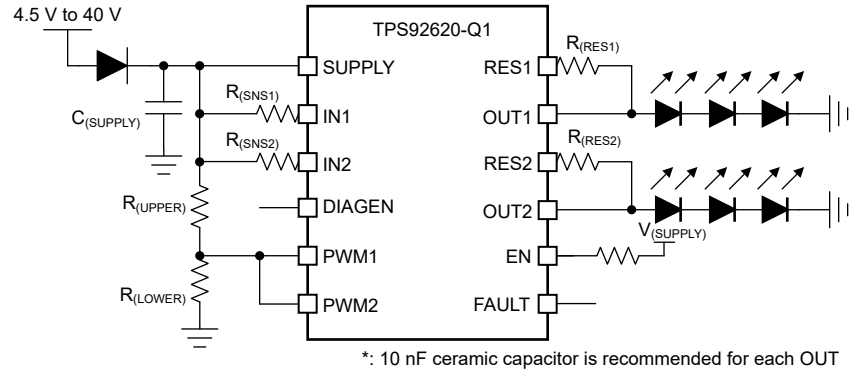 4.5 V to 40 V
TPS92620-Q1
C(SUPPLY)
R(SNS1)
R(SNS2)
R(UPPER)
R(LOWER)
SUPPLY
IN1
IN2
DIAGEN
PWM1
PWM2
RES1
OUT1
RES2
OUT2
EN
FAULT
R(RES1)
R(RES2)
V(SUPPLY)
*: 10 nF ceramic capacitor is recommended for each OUT